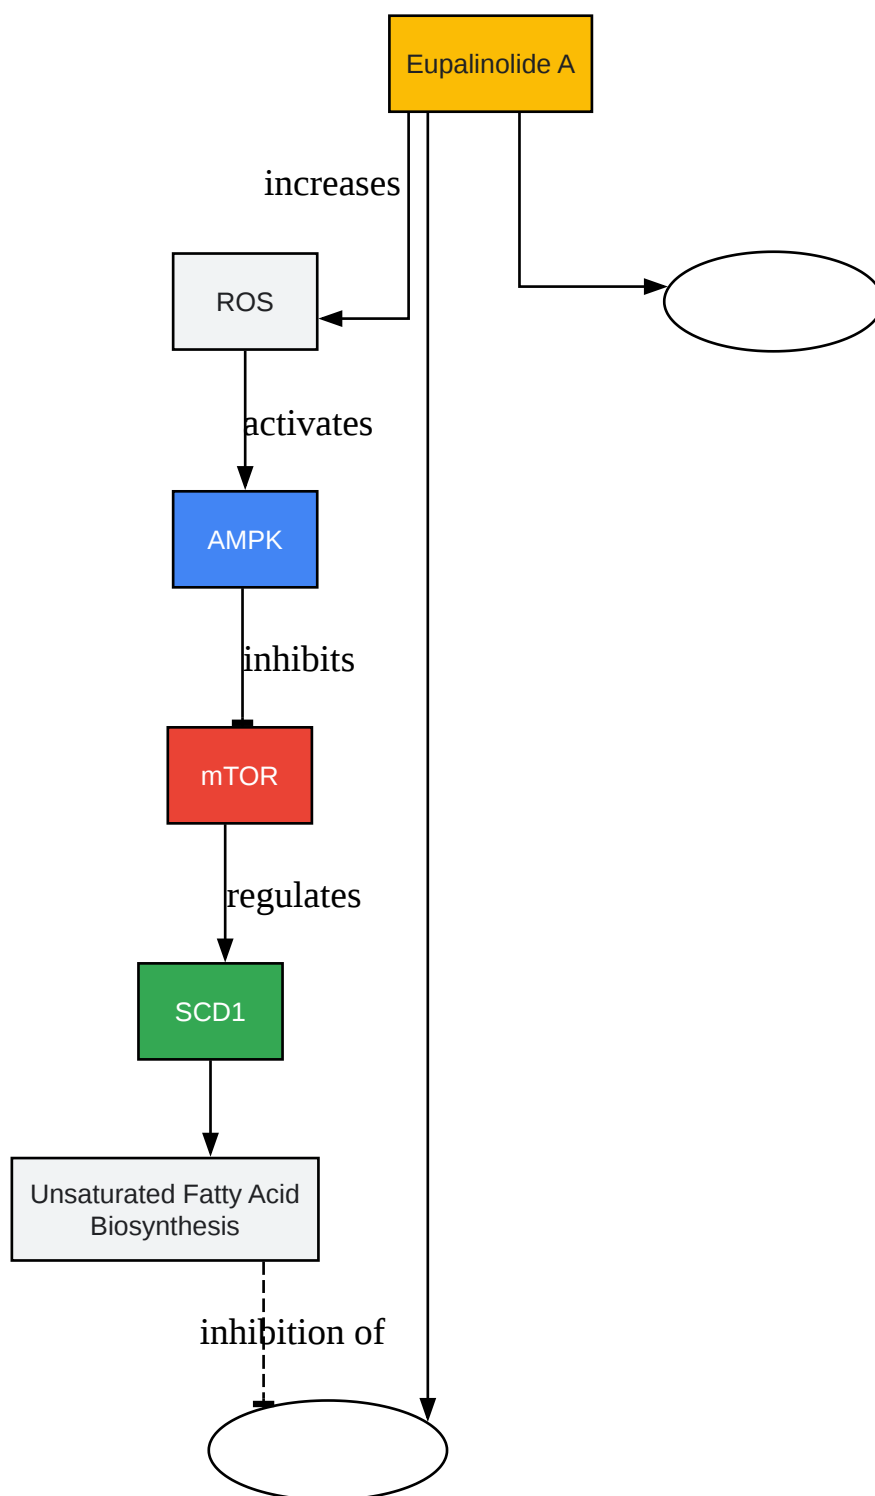 Eupalinolide A
increases
ROS
activates
AMPK
inhibits
mTOR
regulates
SCD1
Unsaturated Fatty Acid
Biosynthesis
inhibition of